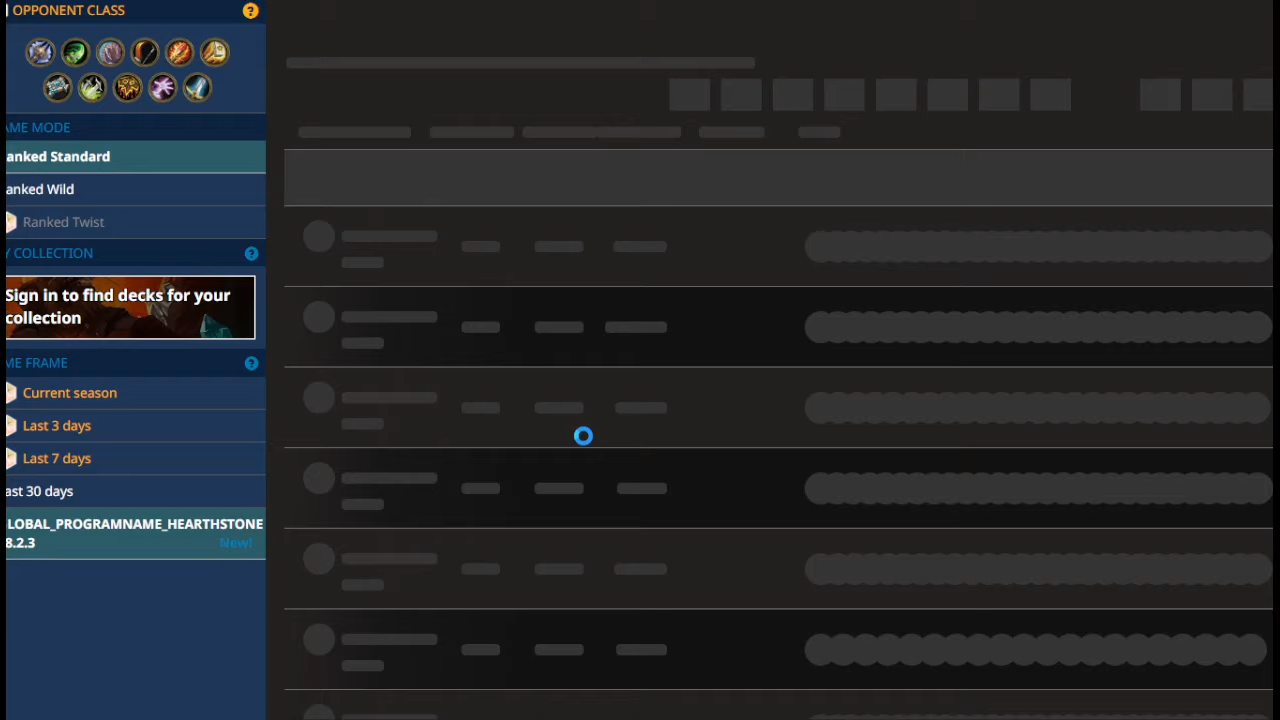 OPPONENT CLASS
?
AME MODE
anked Standard
anked Wild
Ranked Twist
Y COLLECTION
?
Sign in to find decks for your
collection
ME FRAME
?
Current season
Last 3 days
Last 7 days
ast 30 days
LOBAL_PROGRAMNAME_HEARTHSTONE
8.2.3
New!